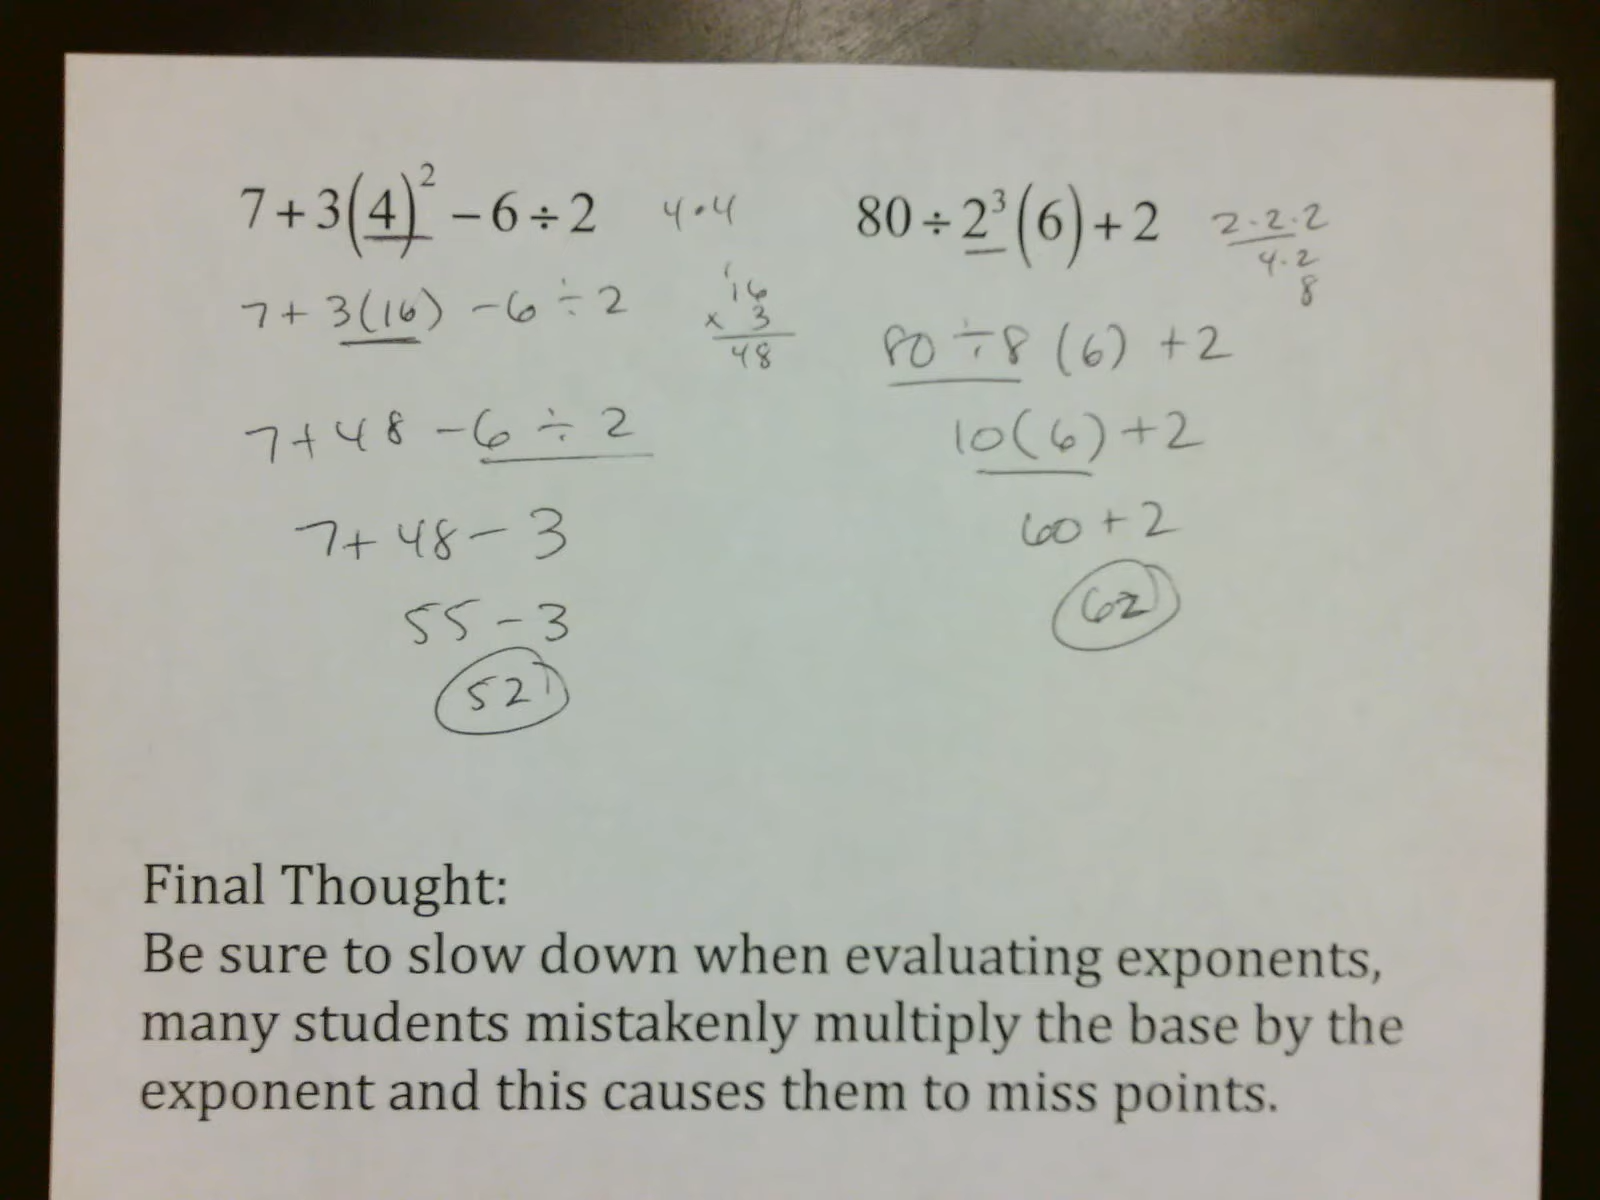 7+3(4)² − 6÷2
4·4
7+ 3(16) −6 ÷ 2
16
× 3
48
7+48 −6 ÷ 2
7+ 48 − 3
55 − 3
52
80÷2³(6)+2
2·2·2
4·2
8
80 ÷8 (6) +2
10(6)+2
60+2
62
Final Thought:
Be sure to slow down when evaluating exponents,
many students mistakenly multiply the base by the
exponent and this causes them to miss points.